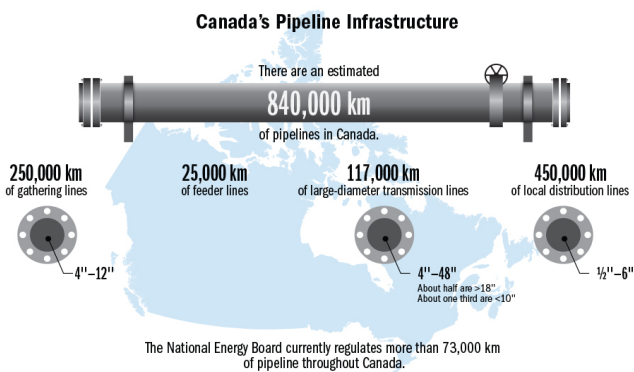 Canada's Pipeline Infrastructure
There are an estimated
840,000 km
of pipelines in Canada.
250,000 km
of gathering lines
4"–12"
25,000 km
of feeder lines
117,000 km
of large-diameter transmission lines
4"–48"
About half are >18"
About one third are <10"
450,000 km
of local distribution lines
½"–6"
The National Energy Board currently regulates more than 73,000 km
of pipeline throughout Canada.